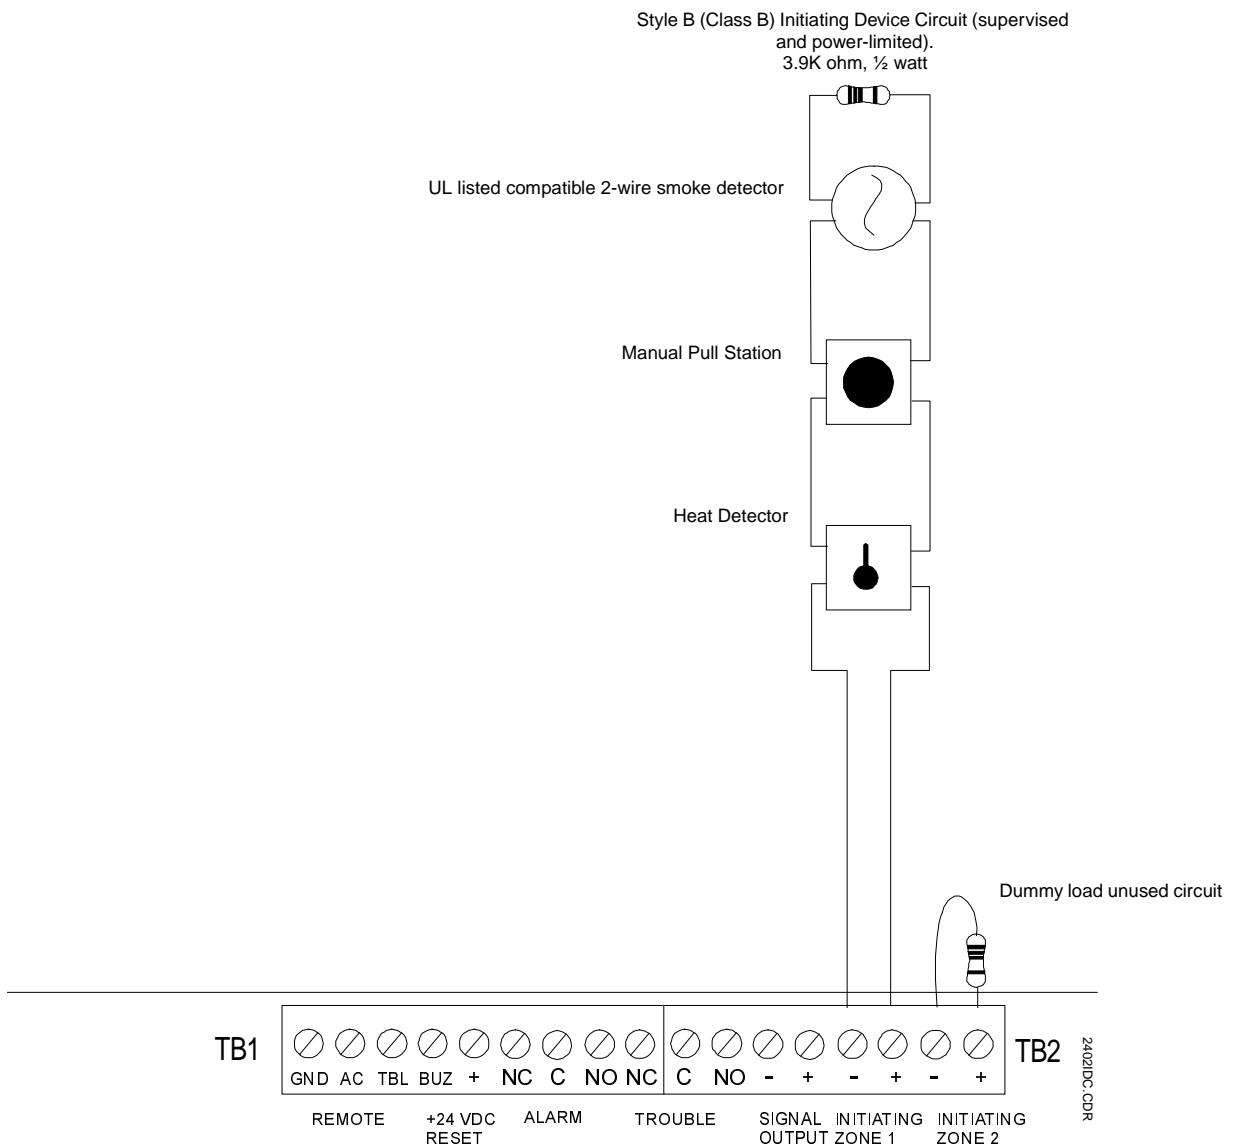 Style B (Class B) Initiating Device Circuit (supervised
and power-limited).
3.9K ohm, ½ watt
UL listed compatible 2-wire smoke detector
Manual Pull Station
Heat Detector
Dummy load unused circuit
TB1
TB2
GND AC TBL BUZ + NC C NO NC C NO - + - + - +
REMOTE
+24 VDC
RESET
ALARM
TROUBLE
SIGNAL
OUTPUT
INITIATING
ZONE 1
INITIATING
ZONE 2
2402IDC.CDR